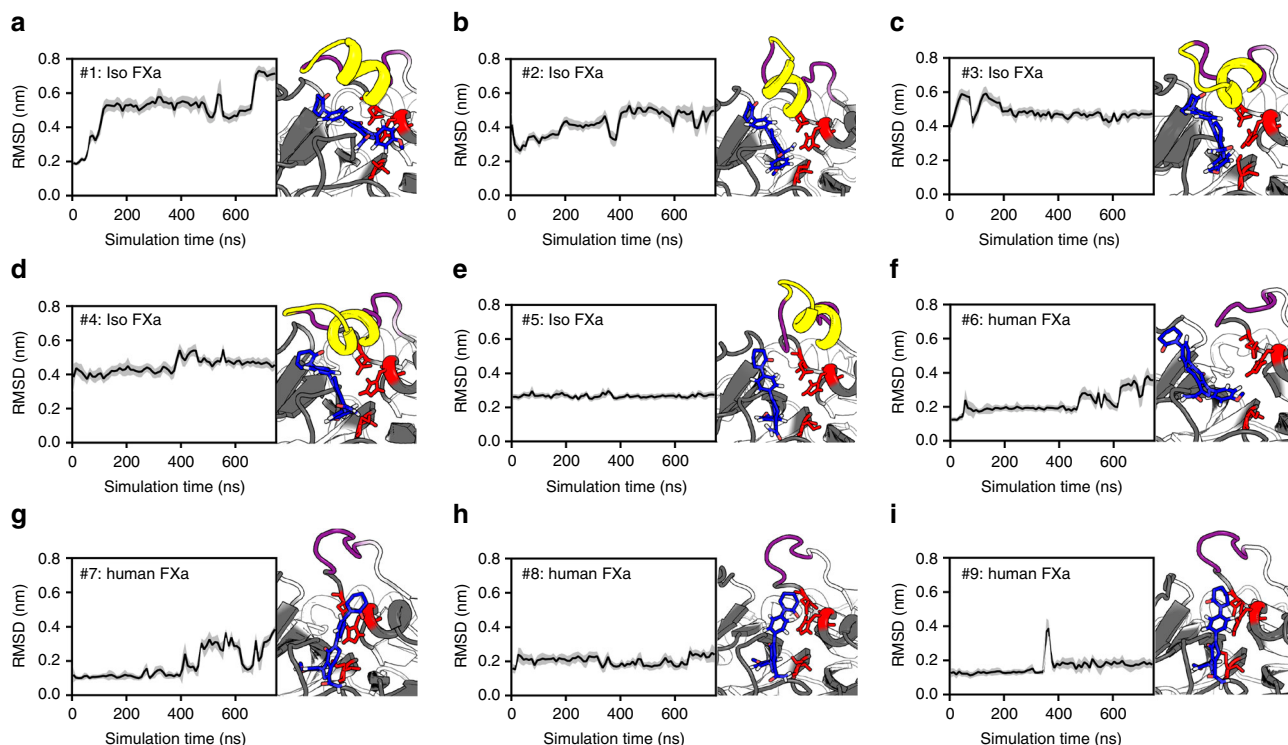 a
#1: Iso FXa
RMSD (nm)
0.8
0.6
0.4
0.2
0.0
0 200 400 600
Simulation time (ns)
b
#2: Iso FXa
RMSD (nm)
0.8
0.6
0.4
0.2
0.0
0 200 400 600
Simulation time (ns)
c
#3: Iso FXa
RMSD (nm)
0.8
0.6
0.4
0.2
0.0
0 200 400 600
Simulation time (ns)
d
#4: Iso FXa
RMSD (nm)
0.8
0.6
0.4
0.2
0.0
0 200 400 600
Simulation time (ns)
e
#5: Iso FXa
RMSD (nm)
0.8
0.6
0.4
0.2
0.0
0 200 400 600
Simulation time (ns)
f
#6: human FXa
RMSD (nm)
0.8
0.6
0.4
0.2
0.0
0 200 400 600
Simulation time (ns)
g
#7: human FXa
RMSD (nm)
0.8
0.6
0.4
0.2
0.0
0 200 400 600
Simulation time (ns)
h
#8: human FXa
RMSD (nm)
0.8
0.6
0.4
0.2
0.0
0 200 400 600
Simulation time (ns)
i
#9: human FXa
RMSD (nm)
0.8
0.6
0.4
0.2
0.0
0 200 400 600
Simulation time (ns)